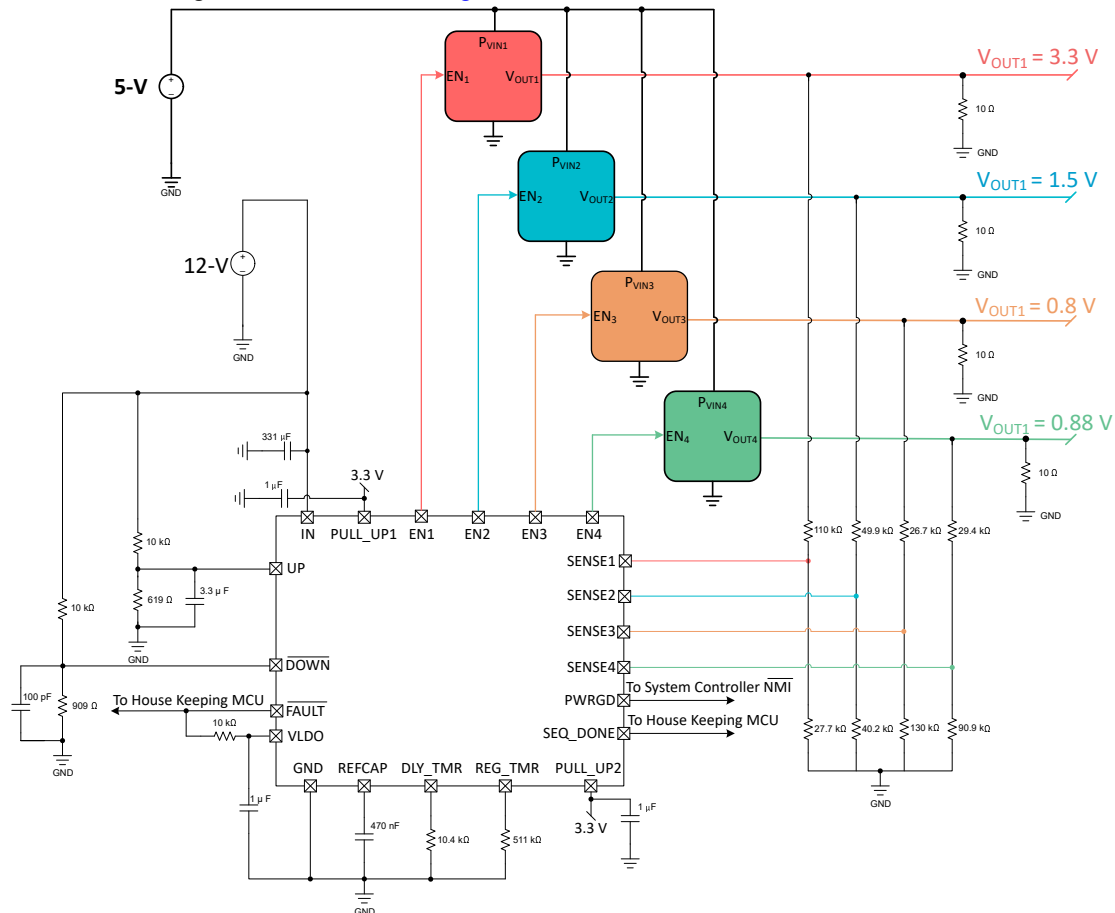 5-V
GND
P_VIN1
EN1
V_OUT1
V_OUT1 = 3.3 V
10 Ω
GND
P_VIN2
EN2
V_OUT2
V_OUT1 = 1.5 V
10 Ω
GND
12-V
GND
P_VIN3
EN3
V_OUT3
V_OUT1 = 0.8 V
10 Ω
GND
P_VIN4
EN4
V_OUT4
V_OUT1 = 0.88 V
10 Ω
GND
331 µF
1 µF
3.3 V
IN
PULL_UP1
EN1
EN2
EN3
EN4
110 kΩ
49.9 kΩ
26.7 kΩ
29.4 kΩ
10 kΩ
UP
619 Ω
3.3 µ F
GND
10 kΩ
DOWN
100 pF
909 Ω
GND
SENSE1
SENSE2
SENSE3
SENSE4
PWRGD
To System Controller NMI
SEQ_DONE
To House Keeping MCU
To House Keeping MCU
FAULT
10 kΩ
VLDO
27.7 kΩ
40.2 kΩ
130 kΩ
90.9 kΩ
GND
GND
REFCAP
DLY_TMR
REG_TMR
PULL_UP2
1 µ F
470 nF
10.4 kΩ
511 kΩ
3.3 V
1 µF
GND